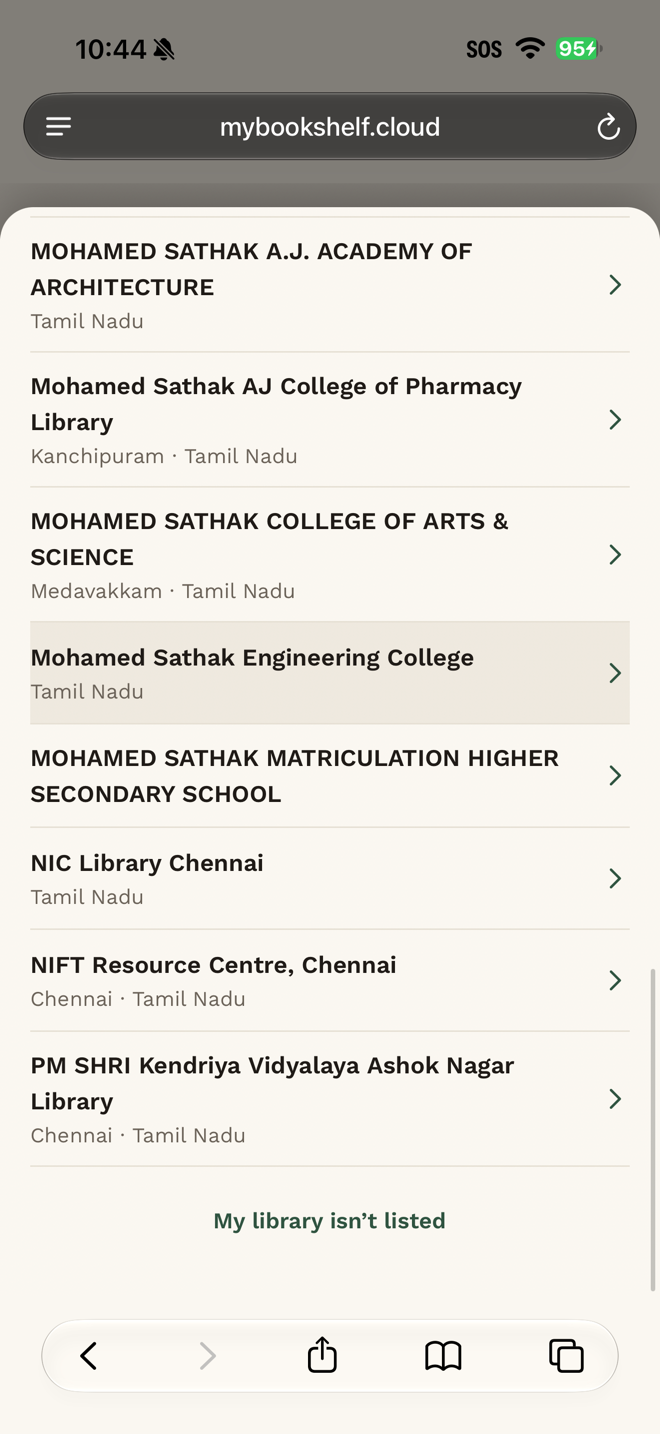 10:44
SOS
95
mybookshelf.cloud
MOHAMED SATHAK A.J. ACADEMY OF
ARCHITECTURE
Tamil Nadu
Mohamed Sathak AJ College of Pharmacy
Library
Kanchipuram · Tamil Nadu
MOHAMED SATHAK COLLEGE OF ARTS &
SCIENCE
Medavakkam · Tamil Nadu
Mohamed Sathak Engineering College
Tamil Nadu
MOHAMED SATHAK MATRICULATION HIGHER
SECONDARY SCHOOL
NIC Library Chennai
Tamil Nadu
NIFT Resource Centre, Chennai
Chennai · Tamil Nadu
PM SHRI Kendriya Vidyalaya Ashok Nagar
Library
Chennai · Tamil Nadu
My library isn’t listed